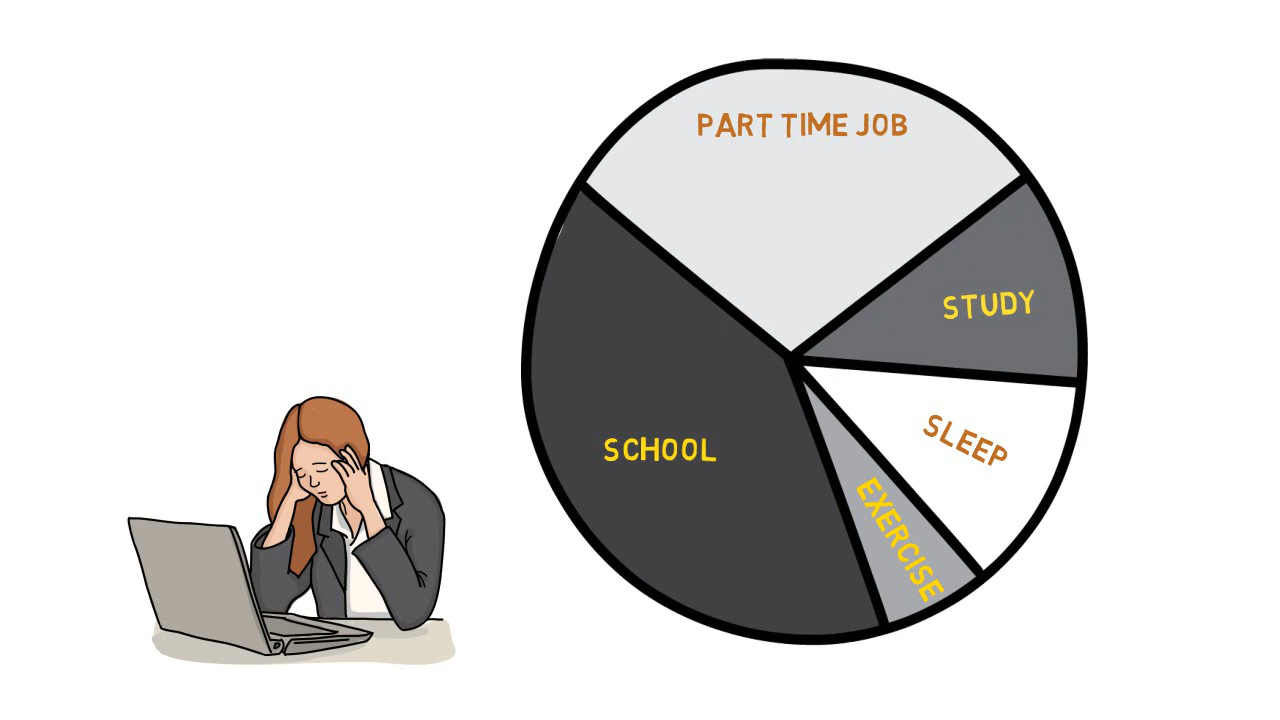 PART TIME JOB
STUDY
SLEEP
SCHOOL
EXERCISE